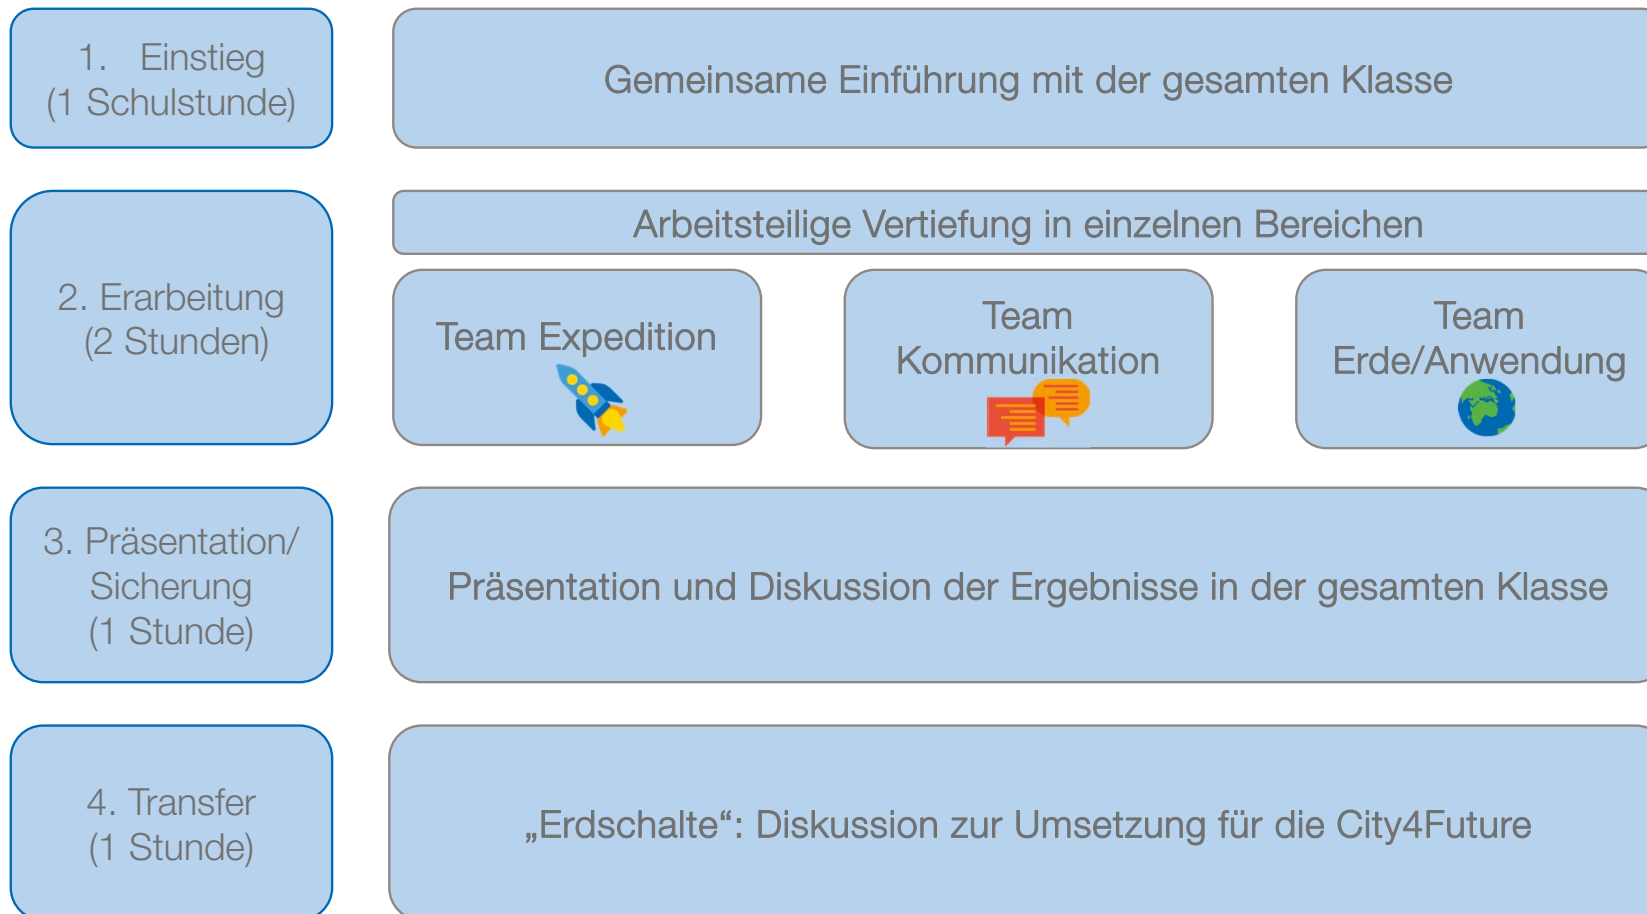 1. Einstieg
(1 Schulstunde)
Gemeinsame Einführung mit der gesamten Klasse
2. Erarbeitung
(2 Stunden)
Arbeitsteilige Vertiefung in einzelnen Bereichen
Team Expedition
Team
Kommunikation
Team
Erde/Anwendung
3. Präsentation/
Sicherung
(1 Stunde)
Präsentation und Diskussion der Ergebnisse in der gesamten Klasse
4. Transfer
(1 Stunde)
„Erdschalte“: Diskussion zur Umsetzung für die City4Future